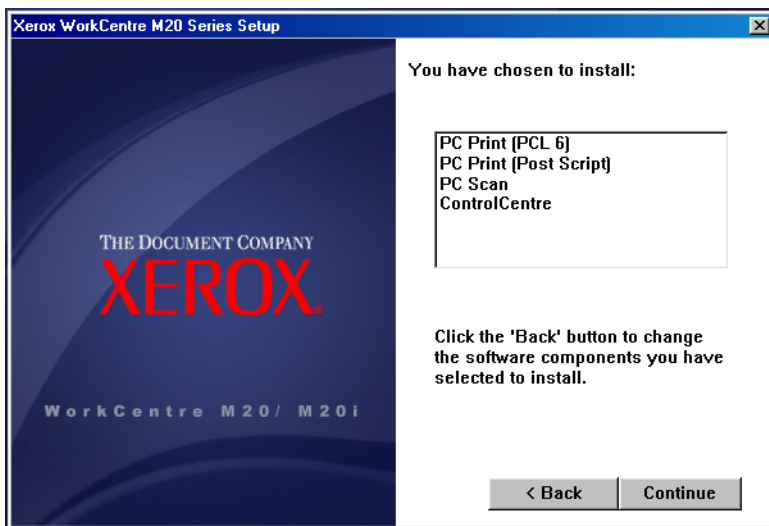 Xerox WorkCentre M20 Series Setup
You have chosen to install:
PC Print (PCL 6)
PC Print (Post Script)
PC Scan
ControlCentre
THE DOCUMENT COMPANY
XEROX®
WorkCentre M20/ M20i
Click the 'Back' button to change
the software components you have
selected to install.
< Back
Continue